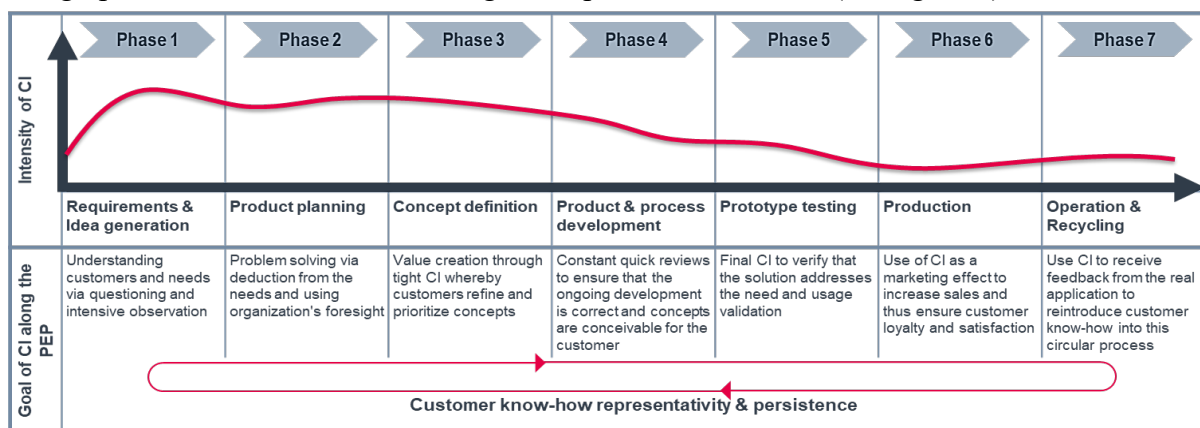 Phase 1
Phase 2
Phase 3
Phase 4
Phase 5
Phase 6
Phase 7
Intensity of CI
Requirements &
Idea generation
Product planning
Concept definition
Product & process
development
Prototype testing
Production
Operation &
Recycling
Goal of CI along the
PEP
Understanding
customers and needs
via questioning and
intensive observation
Problem solving via
deduction from the
needs and using
organization's foresight
Value creation through
tight CI whereby
customers refine and
prioritize concepts
Constant quick reviews
to ensure that the
ongoing development
is correct and concepts
are conceivable for the
customer
Final CI to verify that
the solution addresses
the need and usage
validation
Use of CI as a
marketing effect to
increase sales and
thus ensure customer
loyalty and satisfaction
Use CI to receive
feedback from the real
application to
reintroduce customer
know-how into this
circular process
Customer know-how representativity & persistence